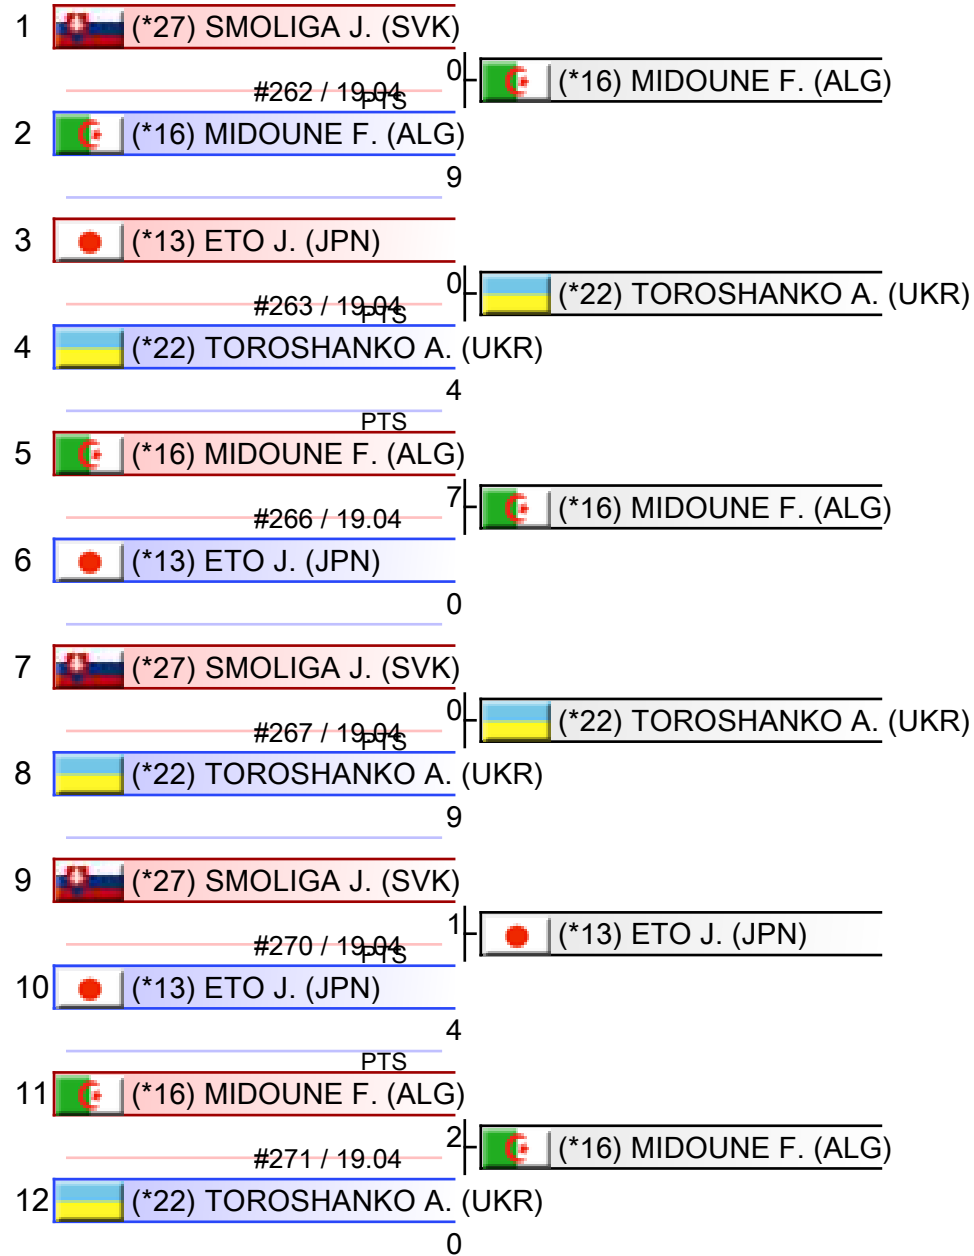 1 (*27) SMOLIGA J. (SVK)
0 (*16) MIDOUNE F. (ALG)
#262 / 19.04
PTS
2 (*16) MIDOUNE F. (ALG)
9
3 (*13) ETO J. (JPN)
0 (*22) TOROSHANKO A. (UKR)
#263 / 19.04
PTS
4 (*22) TOROSHANKO A. (UKR)
4
PTS
5 (*16) MIDOUNE F. (ALG)
7 (*16) MIDOUNE F. (ALG)
#266 / 19.04
6 (*13) ETO J. (JPN)
0
7 (*27) SMOLIGA J. (SVK)
0 (*22) TOROSHANKO A. (UKR)
#267 / 19.04
PTS
8 (*22) TOROSHANKO A. (UKR)
9
9 (*27) SMOLIGA J. (SVK)
1 (*13) ETO J. (JPN)
#270 / 19.04
PTS
10 (*13) ETO J. (JPN)
4
PTS
11 (*16) MIDOUNE F. (ALG)
2 (*16) MIDOUNE F. (ALG)
#271 / 19.04
12 (*22) TOROSHANKO A. (UKR)
0